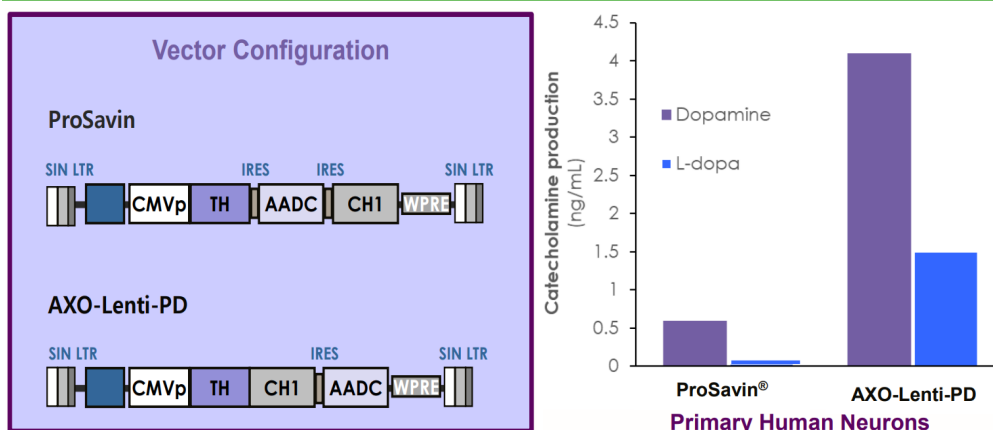 Vector Configuration
ProSavin
SIN LTR IRES IRES SIN LTR
CMVp TH AADC CH1 WPRE
AXO-Lenti-PD
SIN LTR IRES SIN LTR
CMVp TH CH1 AADC WPRE
Catecholamine production
(ng/mL)
4.5
4
3.5
3
2.5
2
1.5
1
0.5
0
Dopamine
L-dopa
ProSavin® AXO-Lenti-PD
Primary Human Neurons